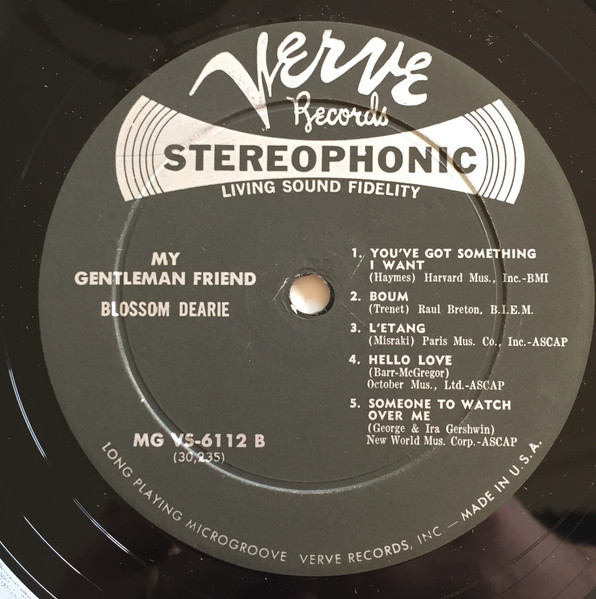 Verve
Records
STEREOPHONIC
LIVING SOUND FIDELITY
MY
GENTLEMAN FRIEND
BLOSSOM DEARIE
MG VS-6112 B
(30,235)
1. YOU'VE GOT SOMETHING
I WANT
(Haymes) Harvard Mus., Inc.-BMI
2. BOUM
(Trenet) Raul Breton, B.I.E.M.
3. L'ETANG
(Misraki) Paris Mus. Co., Inc.-ASCAP
4. HELLO LOVE
(Barr-McGregor)
October Mus., Ltd.-ASCAP
5. SOMEONE TO WATCH
OVER ME
(George & Ira Gershwin)
New World Mus. Corp.-ASCAP
LONG PLAYING MICROGROOVE VERVE RECORDS, INC.—MADE IN U.S.A.